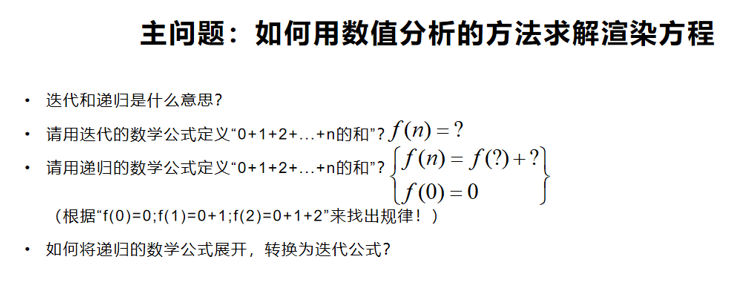 主问题：如何用数值分析的方法求解渲染方程
• 迭代和递归是什么意思？
• 请用迭代的数学公式定义“0+1+2+…+n的和”？f(n) = ?
• 请用递归的数学公式定义“0+1+2+…+n的和”？{f(n) = f(?)+?
f(0) = 0}
（根据“f(0)=0;f(1)=0+1;f(2)=0+1+2”来找出规律！）
• 如何将递归的数学公式展开，转换为迭代公式？